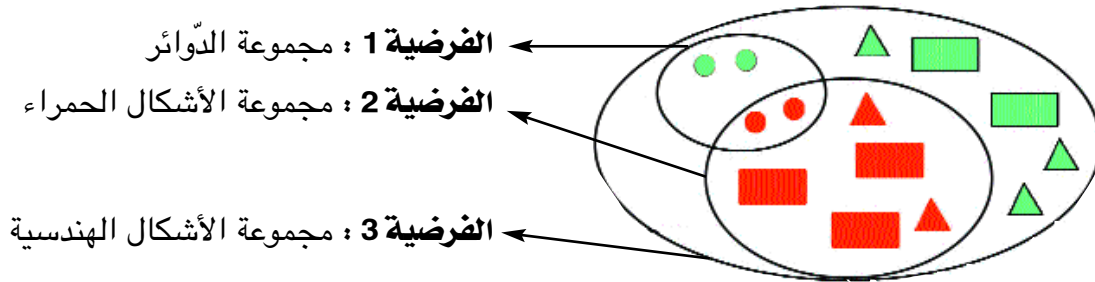 الفرضية 1 : مجموعة الدّوائر
الفرضية 2 : مجموعة الأشكال الحمراء
الفرضية 3 : مجموعة الأشكال الهندسية